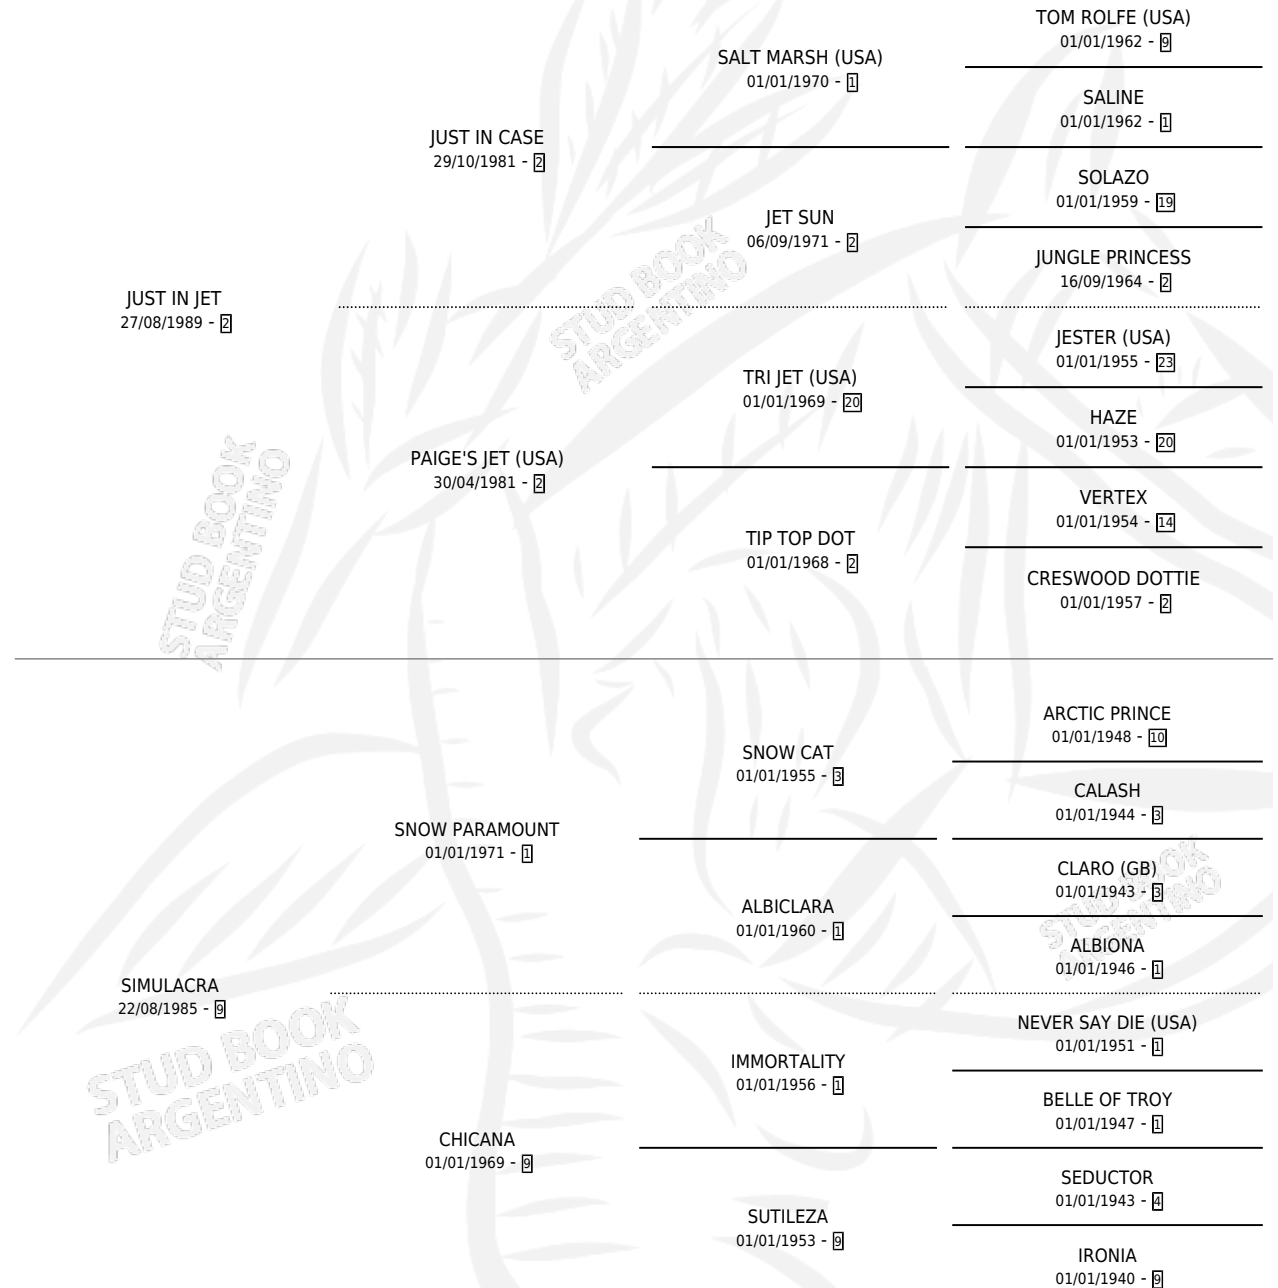 TOM ROLFE (USA)
01/01/1962 - 9
SALT MARSH (USA)
01/01/1970 - 1
SALINE
01/01/1962 - 1
JUST IN CASE
29/10/1981 - 2
SOLAZO
01/01/1959 - 19
JET SUN
06/09/1971 - 2
JUNGLE PRINCESS
16/09/1964 - 2
JUST IN JET
27/08/1989 - 2
JESTER (USA)
01/01/1955 - 23
TRI JET (USA)
01/01/1969 - 20
HAZE
01/01/1953 - 20
PAIGE'S JET (USA)
30/04/1981 - 2
VERTEX
01/01/1954 - 14
TIP TOP DOT
01/01/1968 - 2
CRESWOOD DOTTIE
01/01/1957 - 2
ARCTIC PRINCE
01/01/1948 - 10
SNOW CAT
01/01/1955 - 3
CALASH
01/01/1944 - 3
SNOW PARAMOUNT
01/01/1971 - 1
CLARO (GB)
01/01/1943 - 3
ALBICLARA
01/01/1960 - 1
ALBIONA
01/01/1946 - 1
SIMULACRA
22/08/1985 - 9
NEVER SAY DIE (USA)
01/01/1951 - 1
IMMORTALITY
01/01/1956 - 1
BELLE OF TROY
01/01/1947 - 1
CHICANA
01/01/1969 - 9
SEDUCTOR
01/01/1943 - 4
SUTILEZA
01/01/1953 - 9
IRONIA
01/01/1940 - 9
STUD BOOK
ARGENTINO
STUD BOOK
ARGENTINO
STUD BOOK
ARGENTINO
STUD BOOK
ARGENTINO